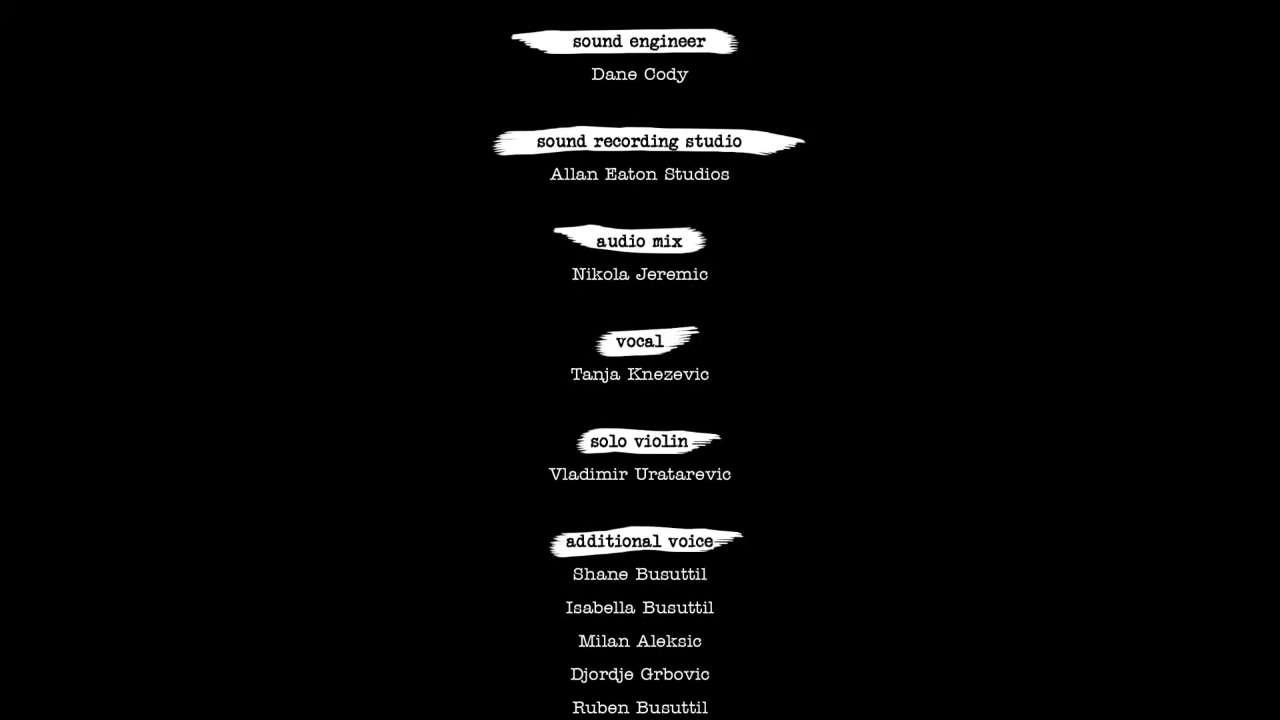 sound engineer
Dane Cody
sound recording studio
Allan Eaton Studios
audio mix
Nikola Jeremic
vocal
Tanja Knezevic
solo violin
Vladimir Uratarevic
additional voice
Shane Busuttil
Isabella Busuttil
Milan Aleksic
Djordje Grbovic
Ruben Busuttil